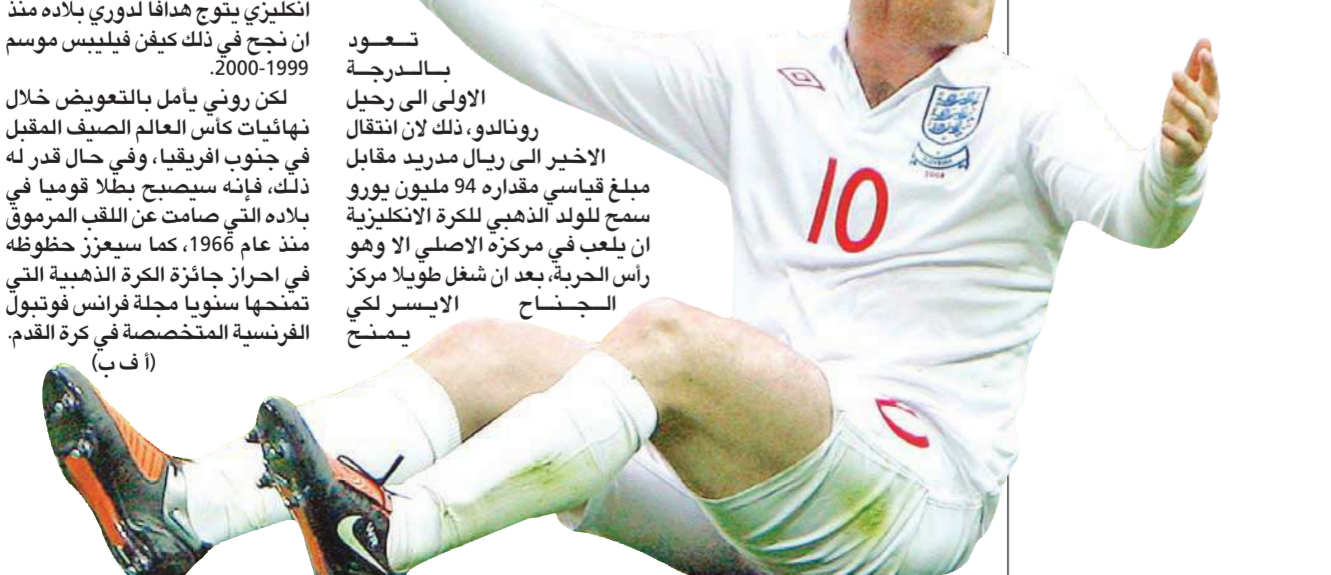 تعود
بالدرجة
الاولى الى رحيل
رونالدو، ذلك لان انتقال
الاخير الى ريال مدريد مقابل
مبلغ قياسي مقداره 94 مليون يورو
سمح للولد الذهبي للكرة الانكليزية
ان يلعب في مركزه الاصلي الا وهو
رأس الحربة، بعد ان شغل طويلا مركز
الجناح الايسر لكي
يمنح
انكليزي يتوج هدافا لدوري بلاده منذ
ان نجح في ذلك كيفن فيليبس موسم
1999-2000.
لكن روني يأمل بالتعويض خلال
نهائيات كأس العالم الصيف المقبل
في جنوب افريقيا، وفي حال قدر له
ذلك، فإنه سيصبح بطلا قوميا في
بلاده التي صامت عن اللقب المرموق
منذ عام 1966، كما سيعزز حظوظه
في احراز جائزة الكرة الذهبية التي
تمنحها سنويا مجلة فرانس فوتبول
الفرنسية المتخصصة في كرة القدم.
(أ ف ب)
10